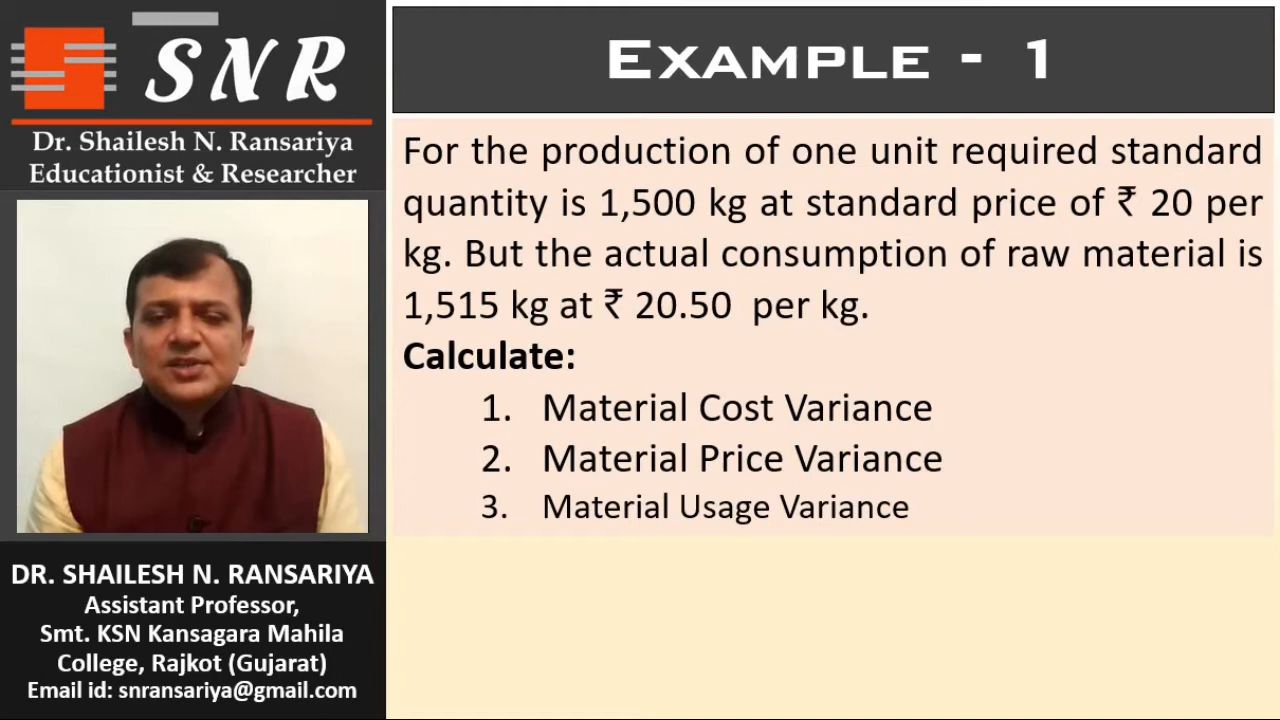 SNR
Dr. Shailesh N. Ransariya
Educationist & Researcher
DR. SHAILESH N. RANSARIYA
Assistant Professor,
Smt. KSN Kansagara Mahila
College, Rajkot (Gujarat)
Email id: snransariya@gmail.com
EXAMPLE - 1
For the production of one unit required standard
quantity is 1,500 kg at standard price of ₹ 20 per
kg. But the actual consumption of raw material is
1,515 kg at ₹ 20.50 per kg.
Calculate:
1. Material Cost Variance
2. Material Price Variance
3. Material Usage Variance